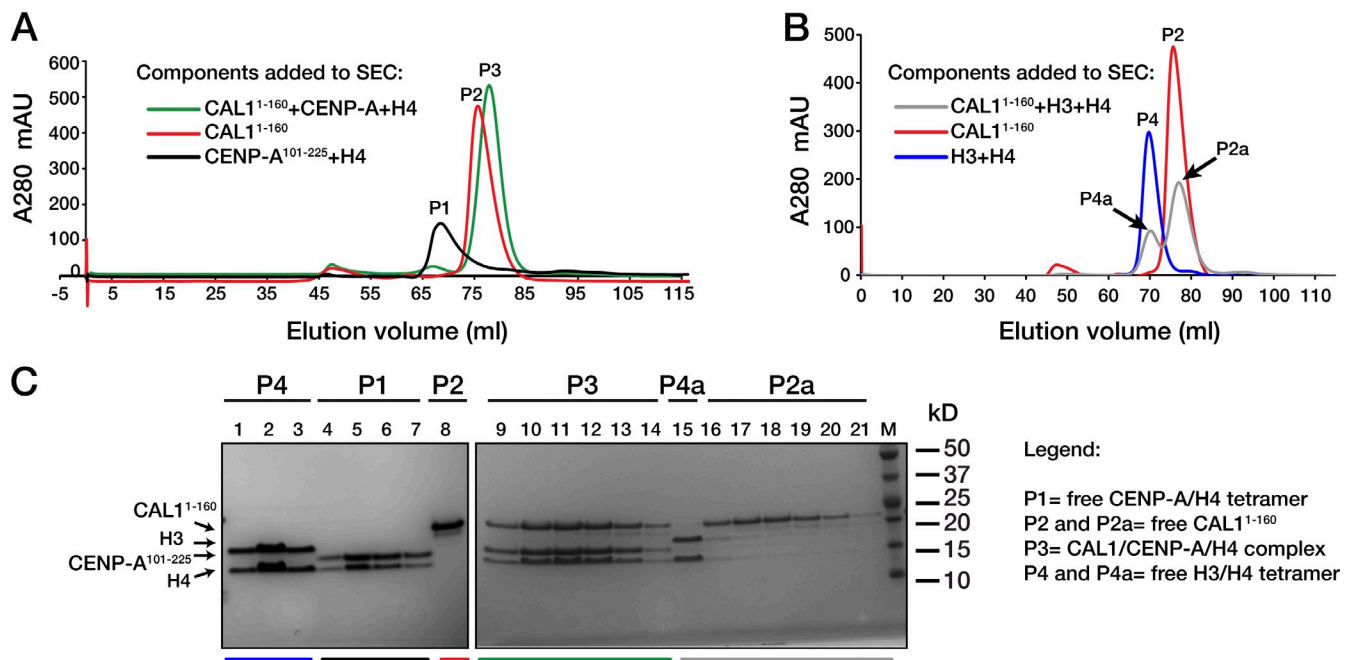 A
Components added to SEC:
CAL1¹⁻¹⁶⁰+CENP-A+H4
CAL1¹⁻¹⁶⁰
CENP-A¹⁰¹⁻²²⁵+H4
P3
P2
P1
A280 mAU
600
500
400
300
200
100
0
-5 5 15 25 35 45 55 65 75 85 95 105 115
Elution volume (ml)
B
Components added to SEC:
CAL1¹⁻¹⁶⁰+H3+H4
CAL1¹⁻¹⁶⁰
H3+H4
P2
P4
P2a
P4a
A280 mAU
500
400
300
200
100
0
0 10 20 30 40 50 60 70 80 90 100 110
Elution volume (ml)
C
P4 P1 P2 P3 P4a P2a
1 2 3 4 5 6 7 8 9 10 11 12 13 14 15 16 17 18 19 20 21 M
kD
50
37
25
20
15
10
CAL1¹⁻¹⁶⁰
H3
CENP-A¹⁰¹⁻²²⁵
H4
Legend:
P1= free CENP-A/H4 tetramer
P2 and P2a= free CAL1¹⁻¹⁶⁰
P3= CAL1/CENP-A/H4 complex
P4 and P4a= free H3/H4 tetramer